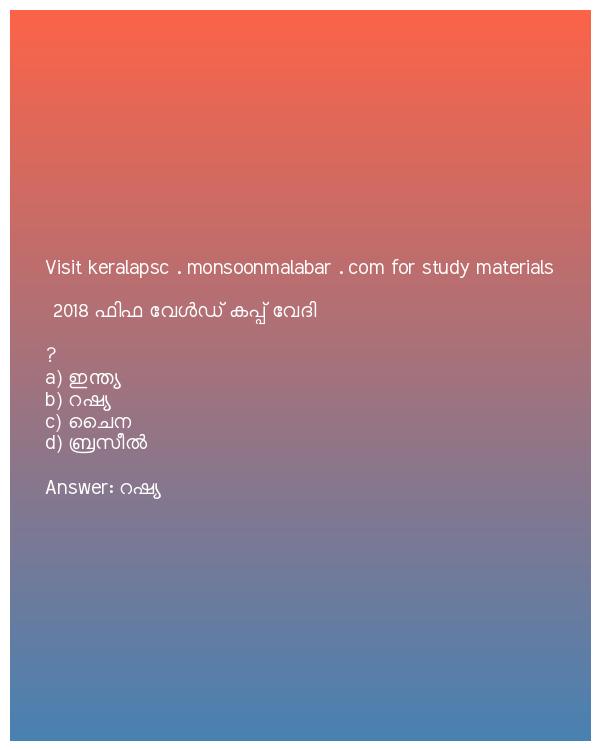 Visit keralapsc . monsoonmalabar . com for study materials
2018 ഫിഫ വേൾഡ് കപ്പ് വേദി
?
a) ഇന്ത്യ
b) റഷ്യ
c) ചൈന
d) ബ്രസീൽ
Answer: റഷ്യ